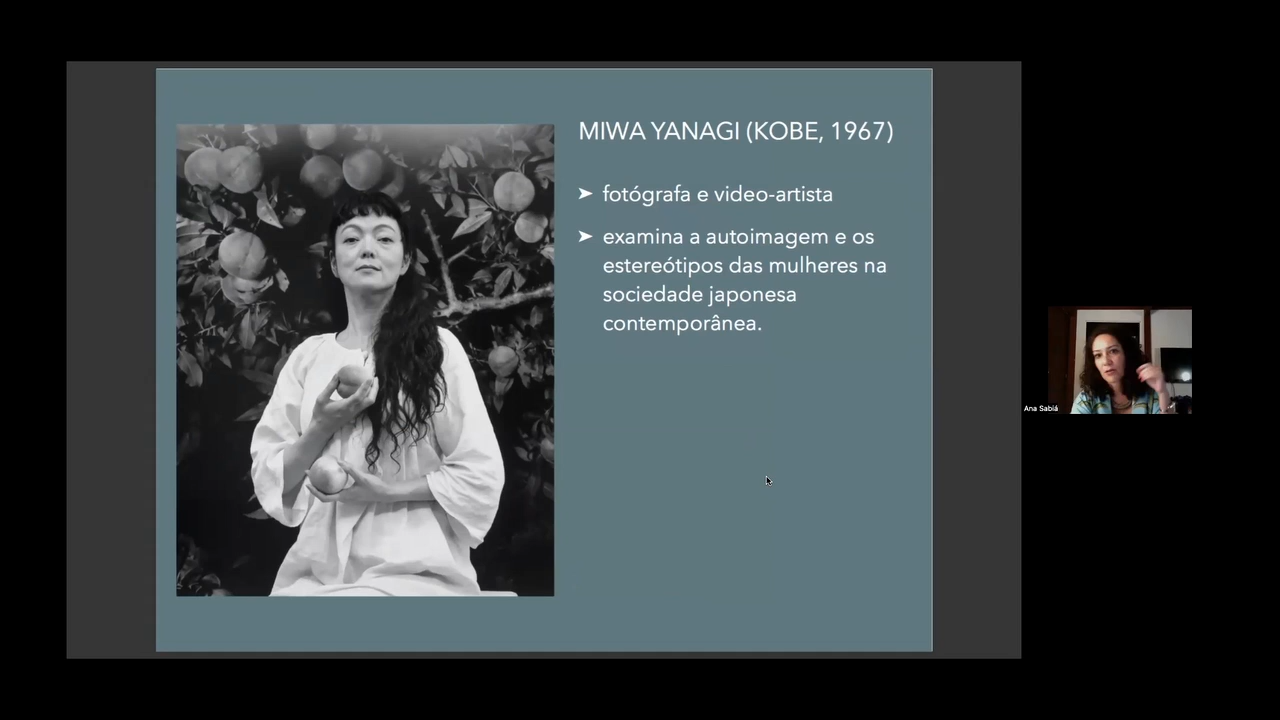 MIWA YANAGI (KOBE, 1967)
➤ fotógrafa e video-artista
➤ examina a autoimagem e os
estereótipos das mulheres na
sociedade japonesa
contemporânea.
Ana Sabiá